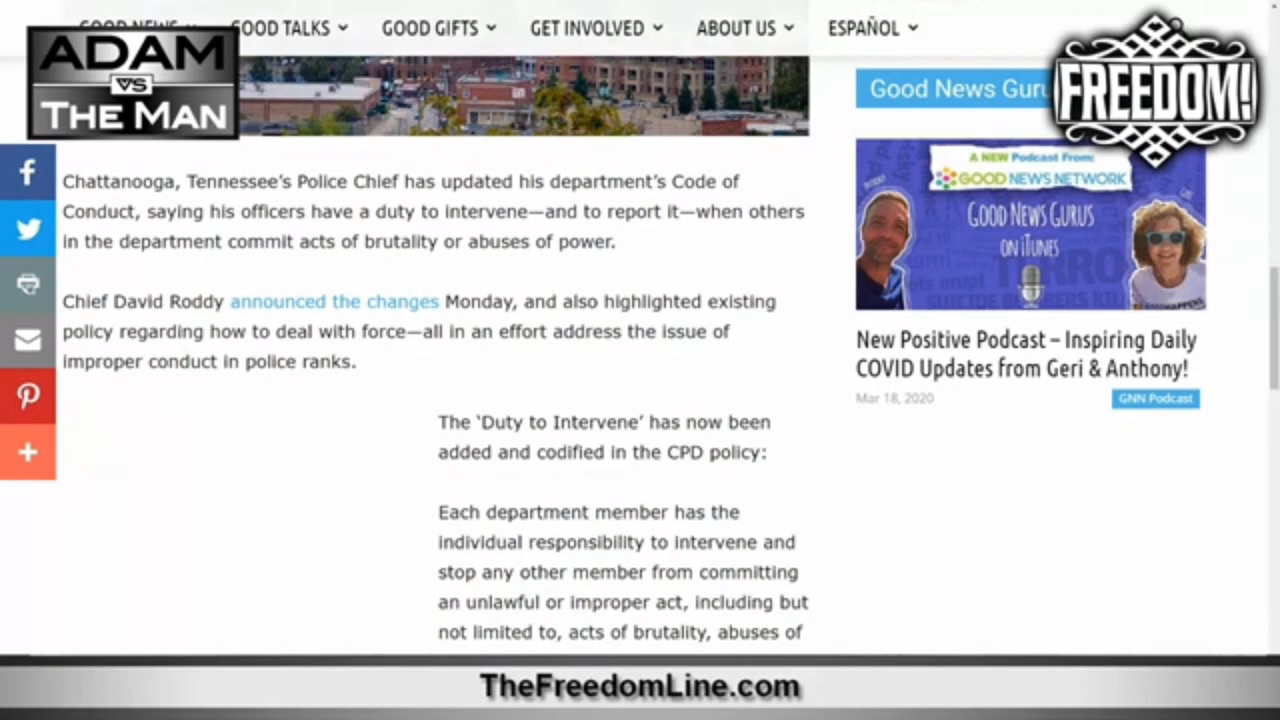 GOOD NEWS
GOOD TALKS
GOOD GIFTS
GET INVOLVED
ABOUT US
ESPAÑOL
ADAM
VS
THE MAN
FREEDOM!
Good News Guru
A NEW Podcast From:
GOOD NEWS NETWORK
GOOD NEWS GURUS
ON iTUNES
Chattanooga, Tennessee's Police Chief has updated his department's Code of
Conduct, saying his officers have a duty to intervene—and to report it—when others
in the department commit acts of brutality or abuses of power.
Chief David Roddy announced the changes Monday, and also highlighted existing
policy regarding how to deal with force—all in an effort address the issue of
improper conduct in police ranks.
New Positive Podcast – Inspiring Daily
COVID Updates from Geri & Anthony!
Mar 18, 2020
GNN Podcast
The 'Duty to Intervene' has now been
added and codified in the CPD policy:
Each department member has the
individual responsibility to intervene and
stop any other member from committing
an unlawful or improper act, including but
not limited to, acts of brutality, abuses of
TheFreedomLine.com